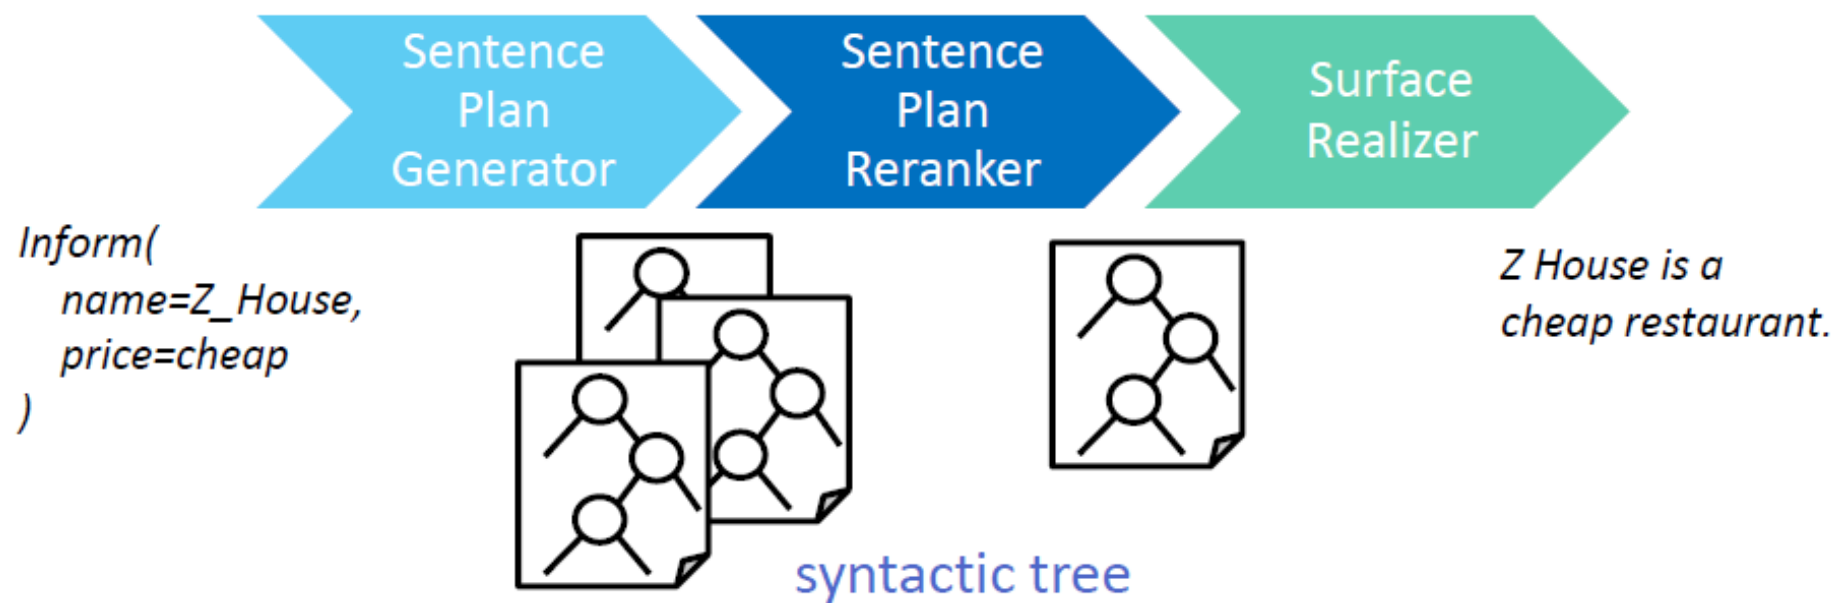 Sentence
Plan
Generator
Sentence
Plan
Reranker
Surface
Realizer
Inform(
name=Z_House,
price=cheap
)
Z House is a
cheap restaurant.
syntactic tree